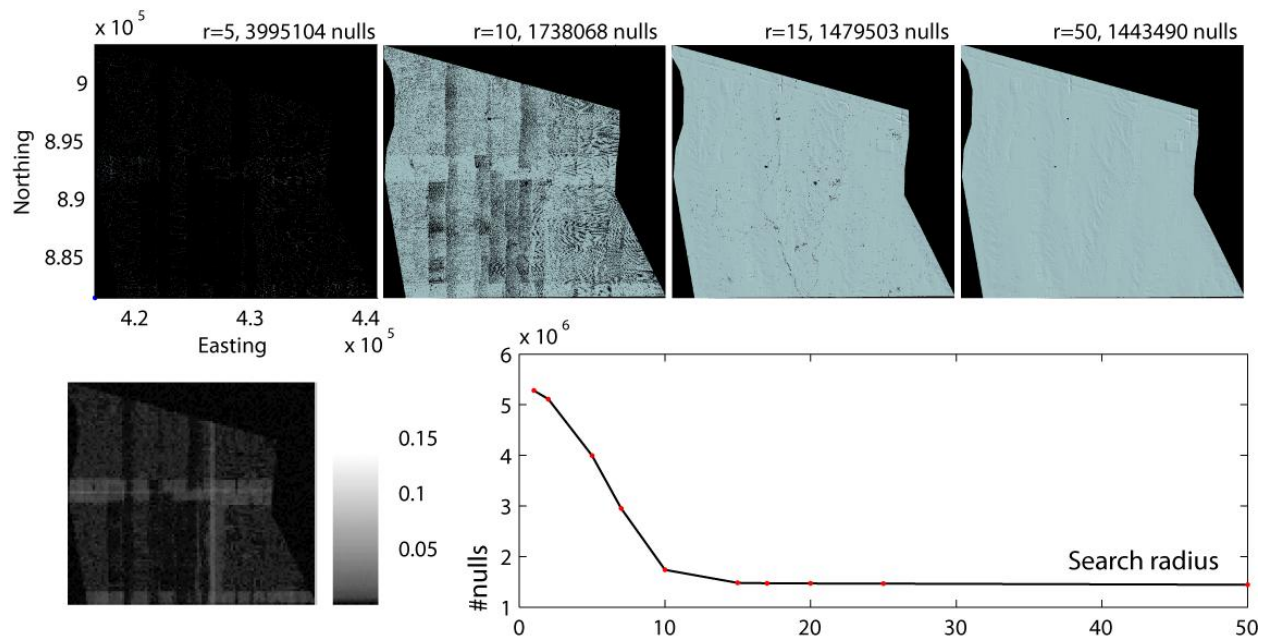 x 10 5
r=5, 3995104 nulls
r=10, 1738068 nulls
r=15, 1479503 nulls
r=50, 1443490 nulls
9
8.95
8.9
8.85
Northing
4.2
4.3
4.4
Easting
x 10 5
0.15
0.1
0.05
x 10 6
6
5
4
3
2
1
#nulls
Search radius
0
10
20
30
40
50